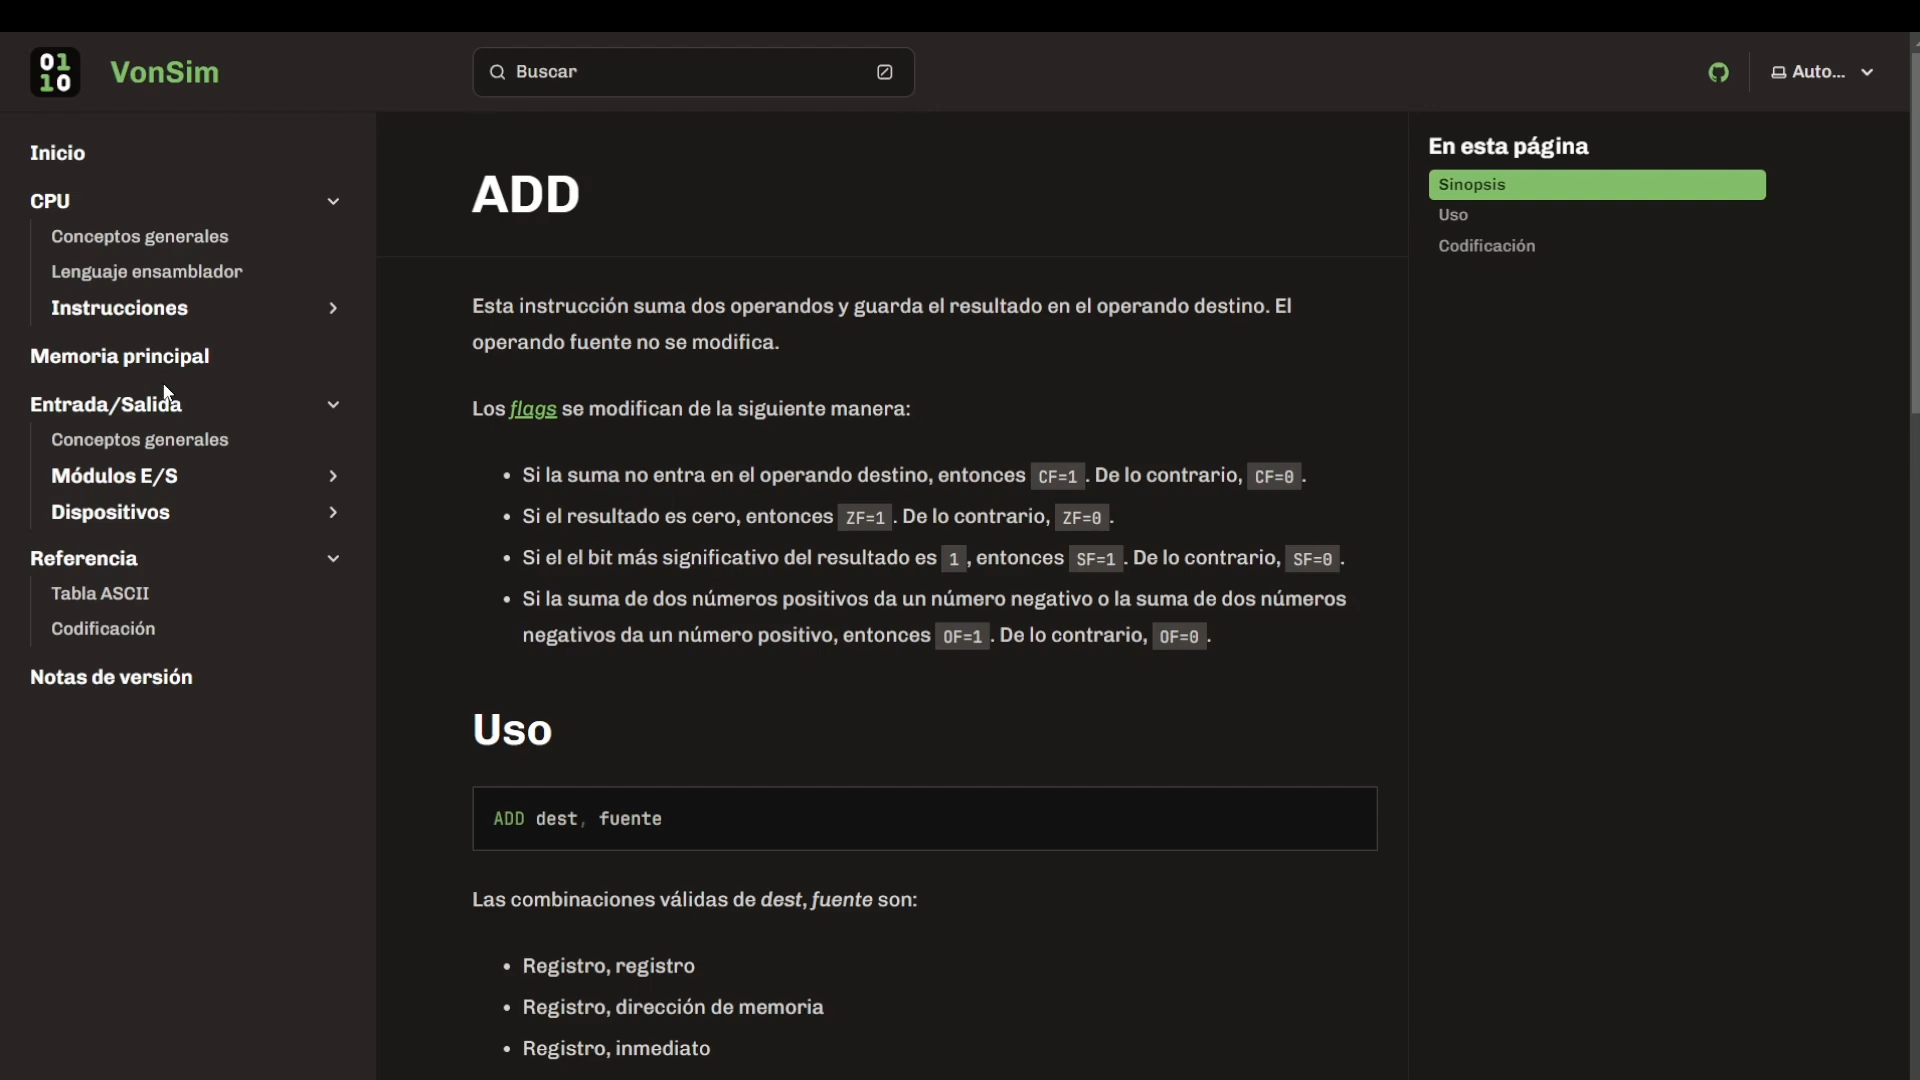 01
10
VonSim
Buscar
Auto...
Inicio
CPU
Conceptos generales
Lenguaje ensamblador
Instrucciones
Memoria principal
Entrada/Salida
Conceptos generales
Módulos E/S
Dispositivos
Referencia
Tabla ASCII
Codificación
Notas de versión
ADD
Esta instrucción suma dos operandos y guarda el resultado en el operando destino. El
operando fuente no se modifica.
Los flags se modifican de la siguiente manera:
• Si la suma no entra en el operando destino, entonces CF=1. De lo contrario, CF=0.
• Si el resultado es cero, entonces ZF=1. De lo contrario, ZF=0.
• Si el el bit más significativo del resultado es 1, entonces SF=1. De lo contrario, SF=0.
• Si la suma de dos números positivos da un número negativo o la suma de dos números
negativos da un número positivo, entonces OF=1. De lo contrario, OF=0.
Uso
ADD dest, fuente
Las combinaciones válidas de dest, fuente son:
• Registro, registro
• Registro, dirección de memoria
• Registro, inmediato
En esta página
Sinopsis
Uso
Codificación